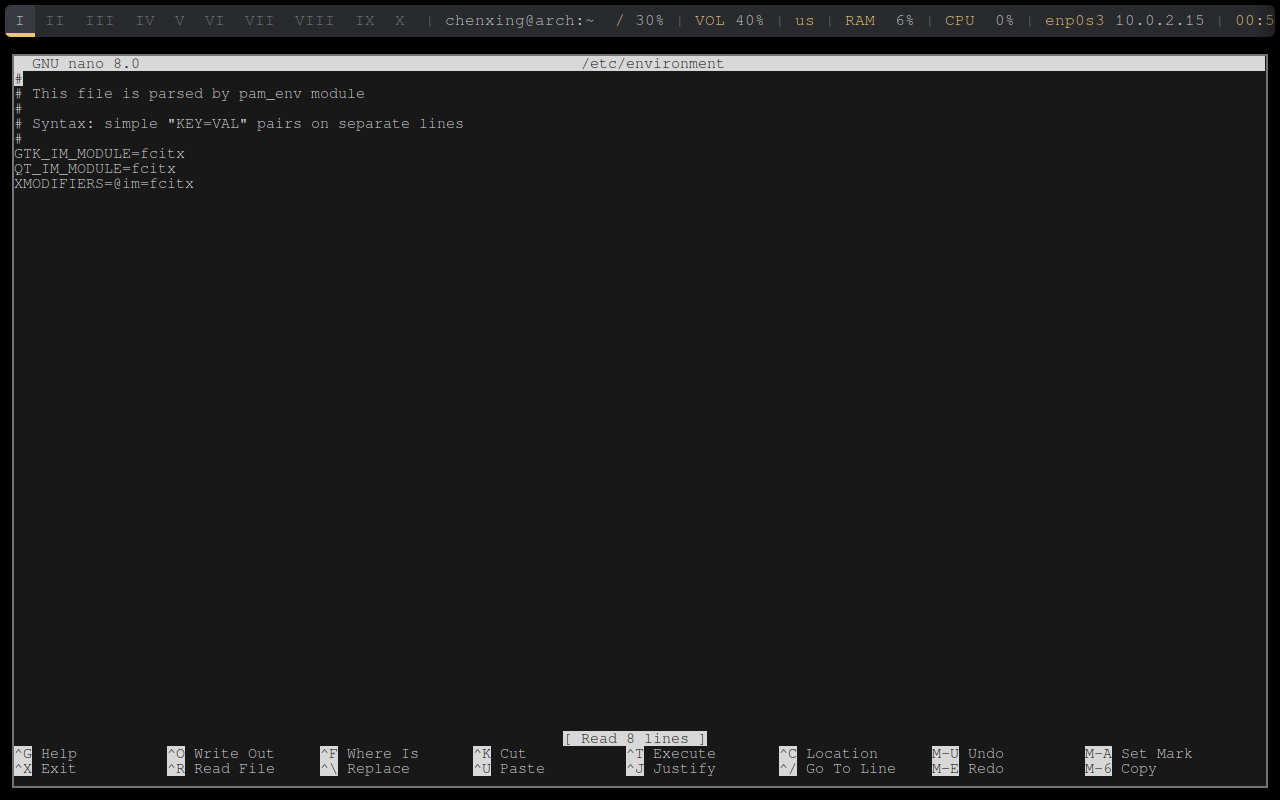 I II III IV V VI VII VIII IX X | chenxing@arch:~ / 30% | VOL 40% | us | RAM 6% | CPU 0% | enp0s3 10.0.2.15 | 00:5
GNU nano 8.0 /etc/environment
#
# This file is parsed by pam_env module
#
# Syntax: simple "KEY=VAL" pairs on separate lines
#
GTK_IM_MODULE=fcitx
QT_IM_MODULE=fcitx
XMODIFIERS=@im=fcitx
[ Read 8 lines ]
^G Help ^O Write Out ^F Where Is ^K Cut ^T Execute ^C Location M-U Undo M-A Set Mark
^X Exit ^R Read File ^\ Replace ^U Paste ^J Justify ^/ Go To Line M-E Redo M-6 Copy